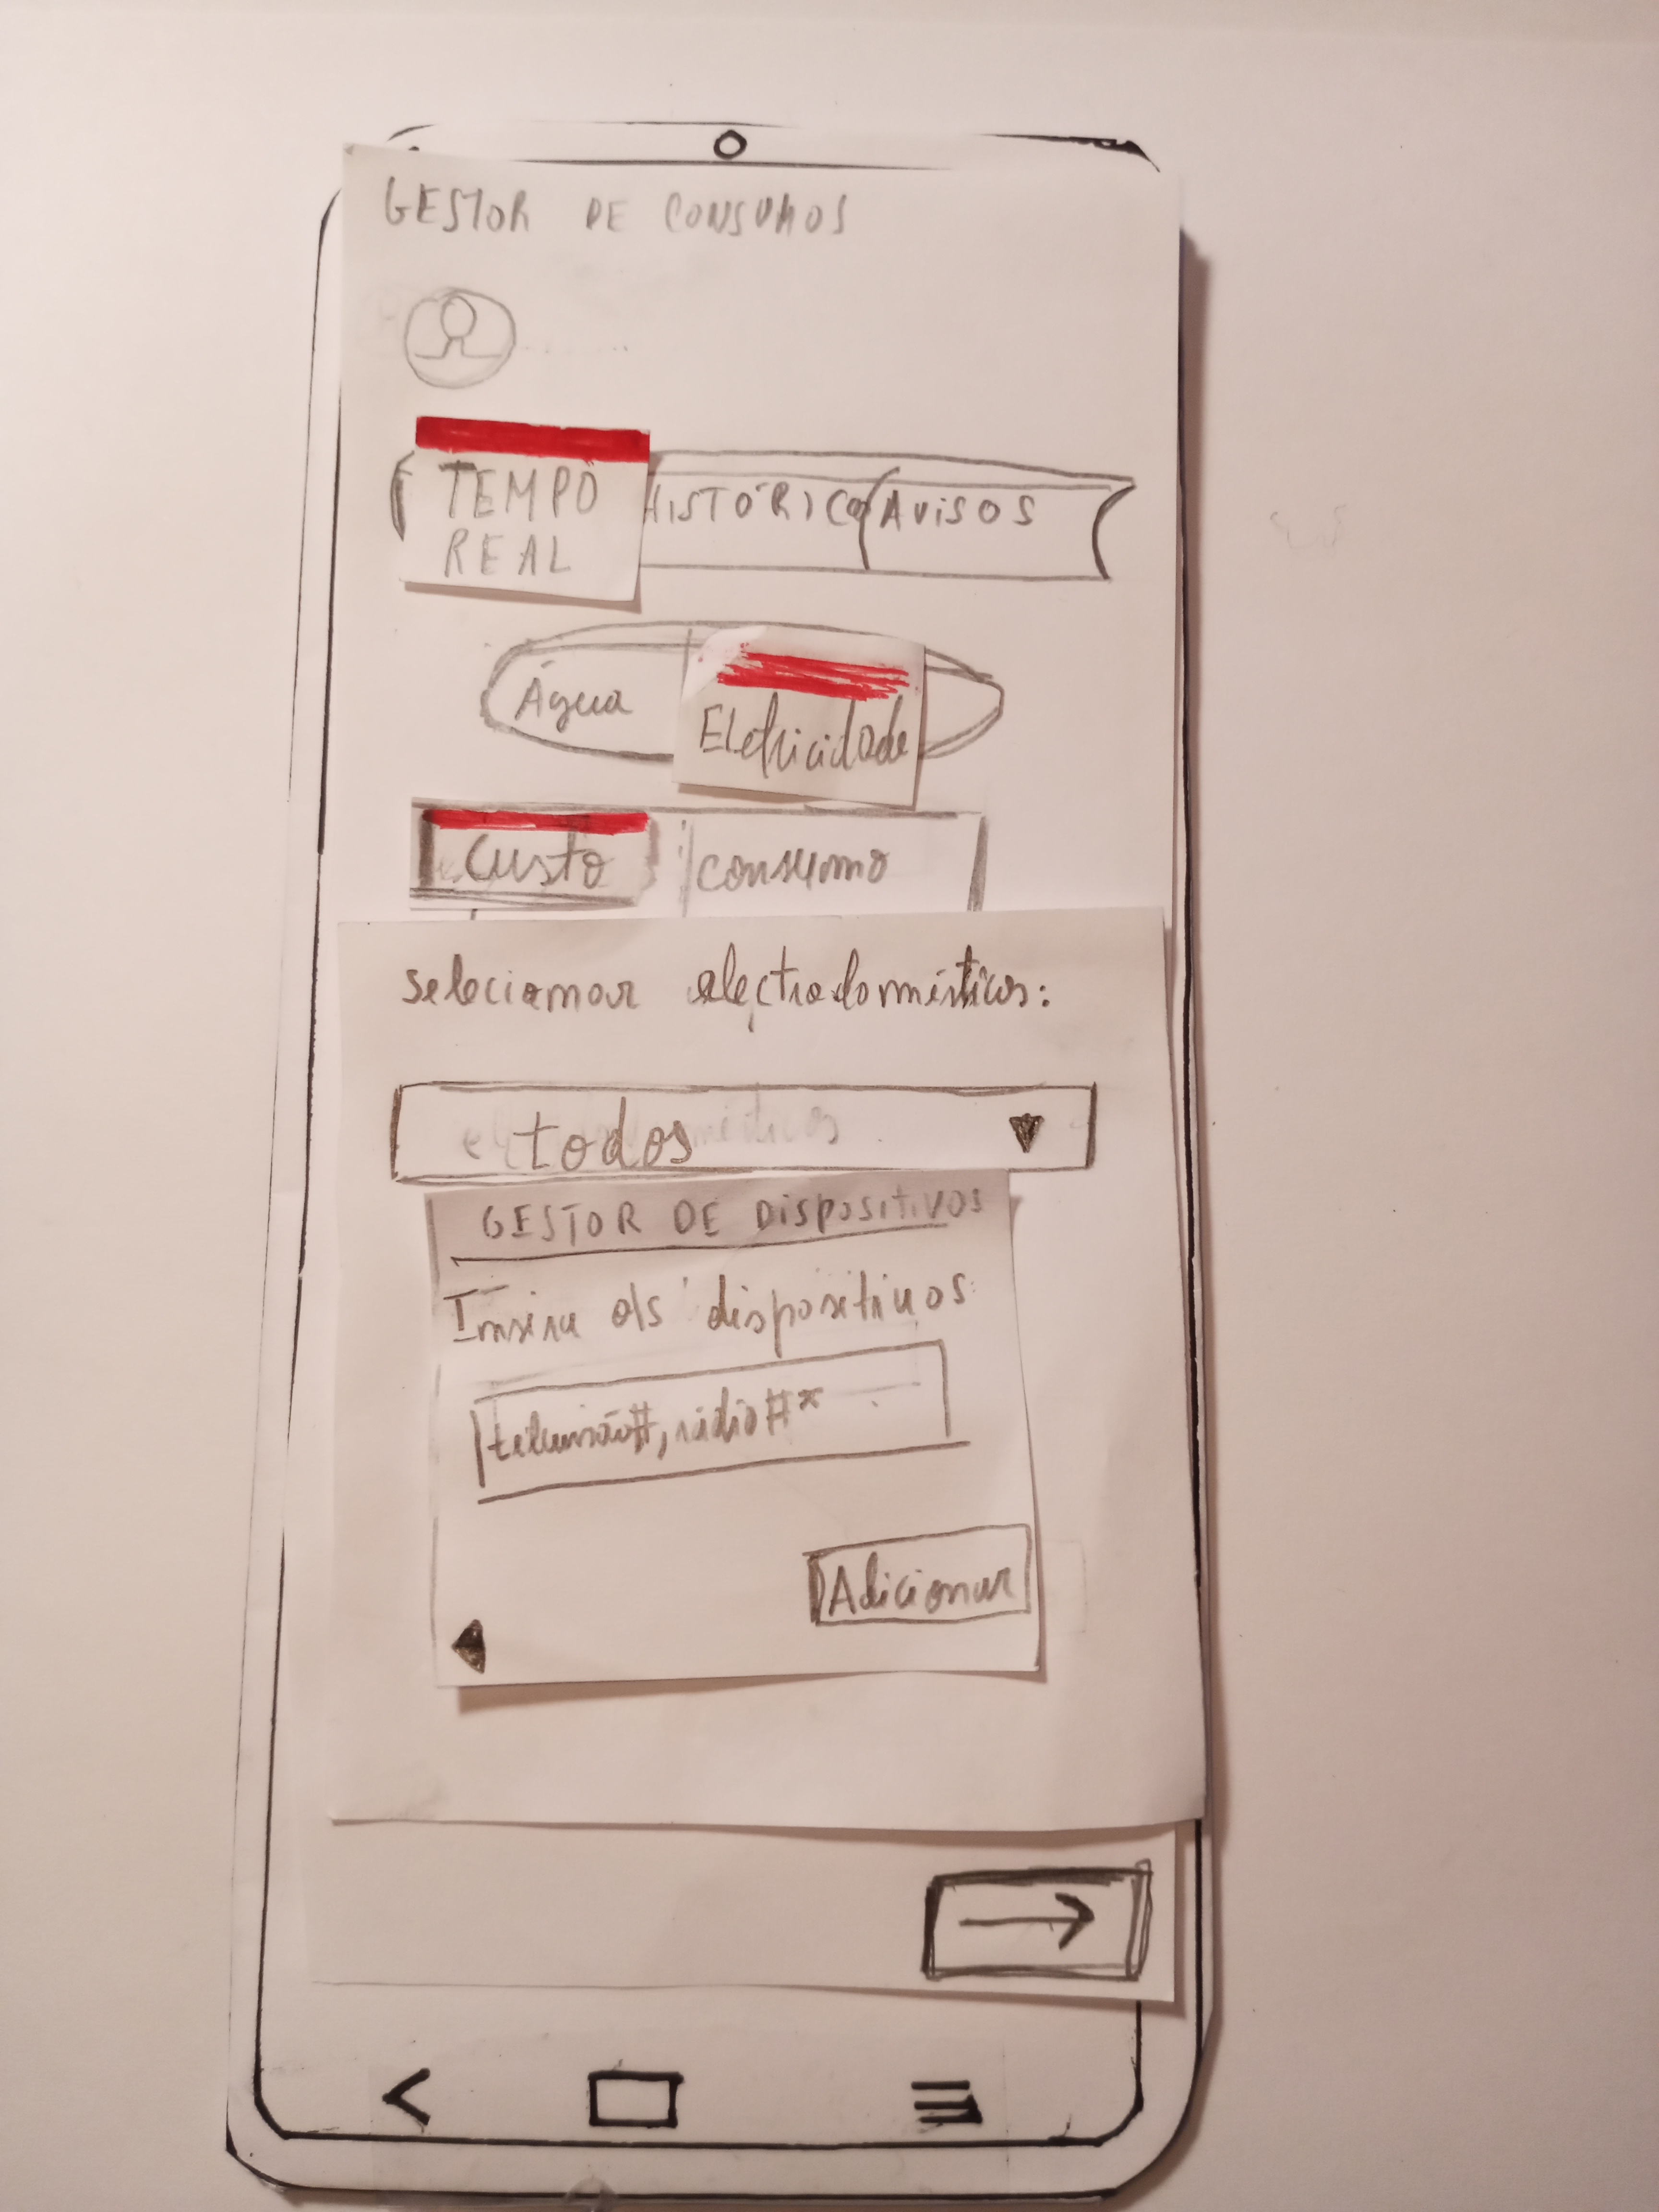 GESTOR DE CONSUMOS
TEMPO
REAL
HISTÓRICO
AVISOS
Água
Eletricidade
Custo
consumo
selecionar electrodomésticos:
todos
GESTOR DE DISPOSITIVOS
Insira os dispositivos:
televisão#, rádio#*
Adicionar